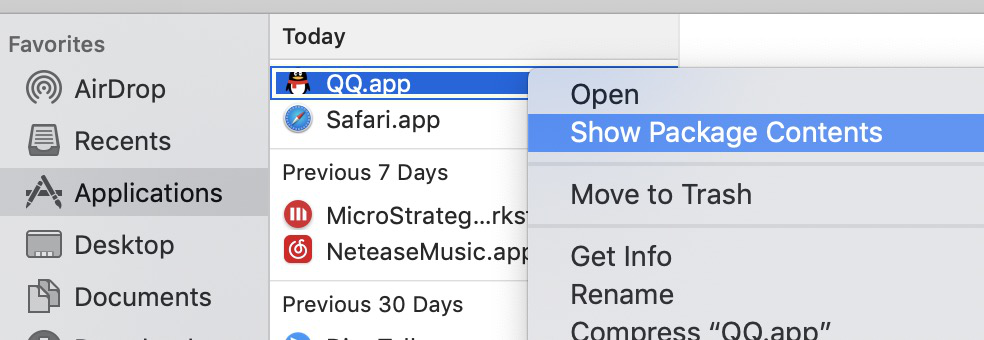 Favorites
AirDrop
Recents
Applications
Desktop
Documents
Today
QQ.app
Safari.app
Previous 7 Days
MicroStrateg...rks
NeteaseMusic.app
Previous 30 Days
Open
Show Package Contents
Move to Trash
Get Info
Rename
Compress “QQ.app”